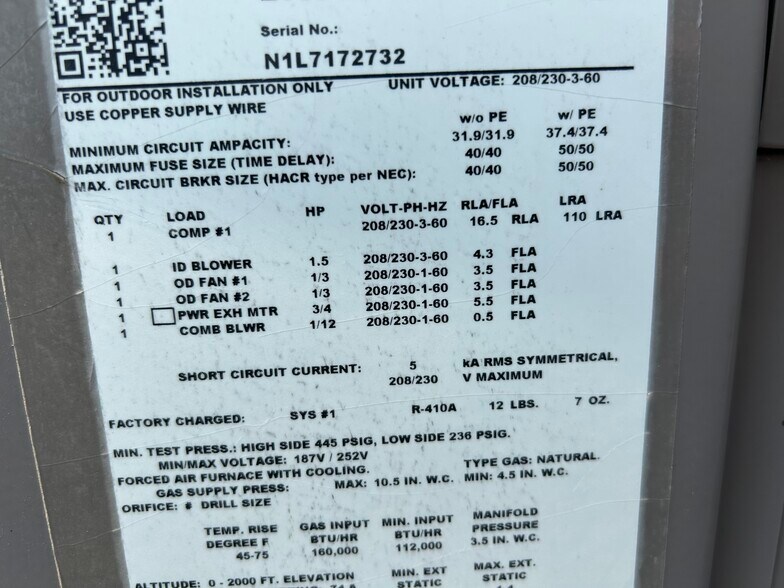 Serial No.:
N1L7172732
FOR OUTDOOR INSTALLATION ONLY UNIT VOLTAGE: 208/230-3-60
USE COPPER SUPPLY WIRE
w/o PE w/ PE
MINIMUM CIRCUIT AMPACITY: 31.9/31.9 37.4/37.4
MAXIMUM FUSE SIZE (TIME DELAY): 40/40 50/50
MAX. CIRCUIT BRKR SIZE (HACR type per NEC): 40/40 50/50
QTY LOAD HP VOLT-PH-HZ RLA/FLA LRA
1 COMP #1 208/230-3-60 16.5 RLA 110 LRA
1 ID BLOWER 1.5 208/230-3-60 4.3 FLA
1 OD FAN #1 1/3 208/230-1-60 3.5 FLA
1 OD FAN #2 1/3 208/230-1-60 3.5 FLA
1 PWR EXH MTR 3/4 208/230-1-60 5.5 FLA
1 COMB BLWR 1/12 208/230-1-60 0.5 FLA
SHORT CIRCUIT CURRENT: 5 kA RMS SYMMETRICAL,
208/230 V MAXIMUM
FACTORY CHARGED: SYS #1 R-410A 12 LBS. 7 OZ.
MIN. TEST PRESS.: HIGH SIDE 445 PSIG, LOW SIDE 236 PSIG.
MIN/MAX VOLTAGE: 187V / 252V
FORCED AIR FURNACE WITH COOLING. TYPE GAS: NATURAL.
GAS SUPPLY PRESS: MAX: 10.5 IN. W.C. MIN: 4.5 IN. W.C.
ORIFICE: # DRILL SIZE
TEMP. RISE GAS INPUT MIN. INPUT MANIFOLD
DEGREE F BTU/HR BTU/HR PRESSURE
45-75 160,000 112,000 3.5 IN. W.C.
ALTITUDE: 0 - 2000 FT. ELEVATION MIN. EXT MAX. EXT.
STATIC STATIC